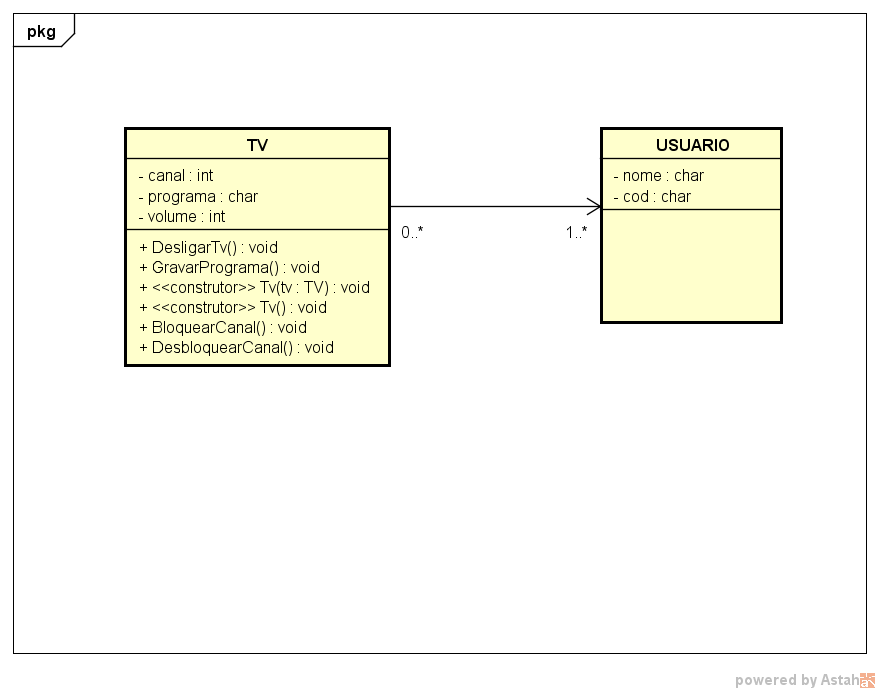 pkg
TV
- canal : int
- programa : char
- volume : int
+ DesligarTv() : void
+ GravarPrograma() : void
+ <<construtor>> Tv(tv : TV) : void
+ <<construtor>> Tv() : void
+ BloquearCanal() : void
+ DesbloquearCanal() : void
0..*
1..*
USUARIO
- nome : char
- cod : char
powered by Astah